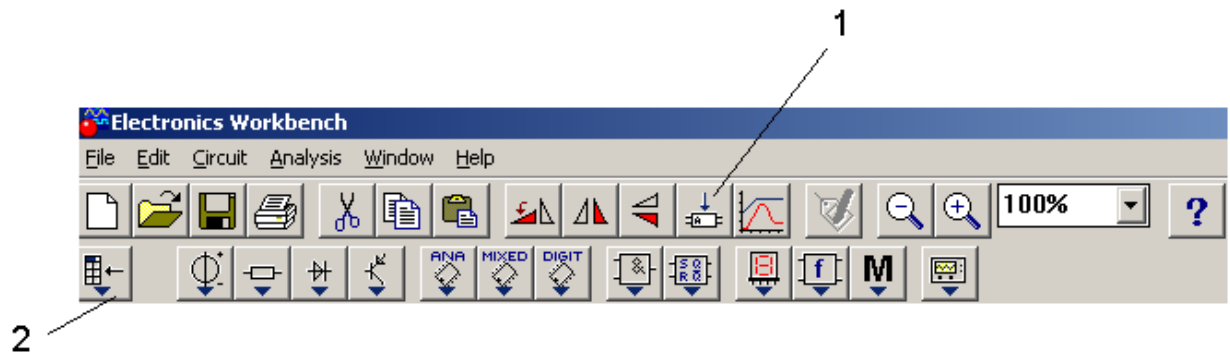 1
Electronics Workbench
File Edit Circuit Analysis Window Help
A 100% ?
ANA MIXED DIGIT & S Q R Q f M
2